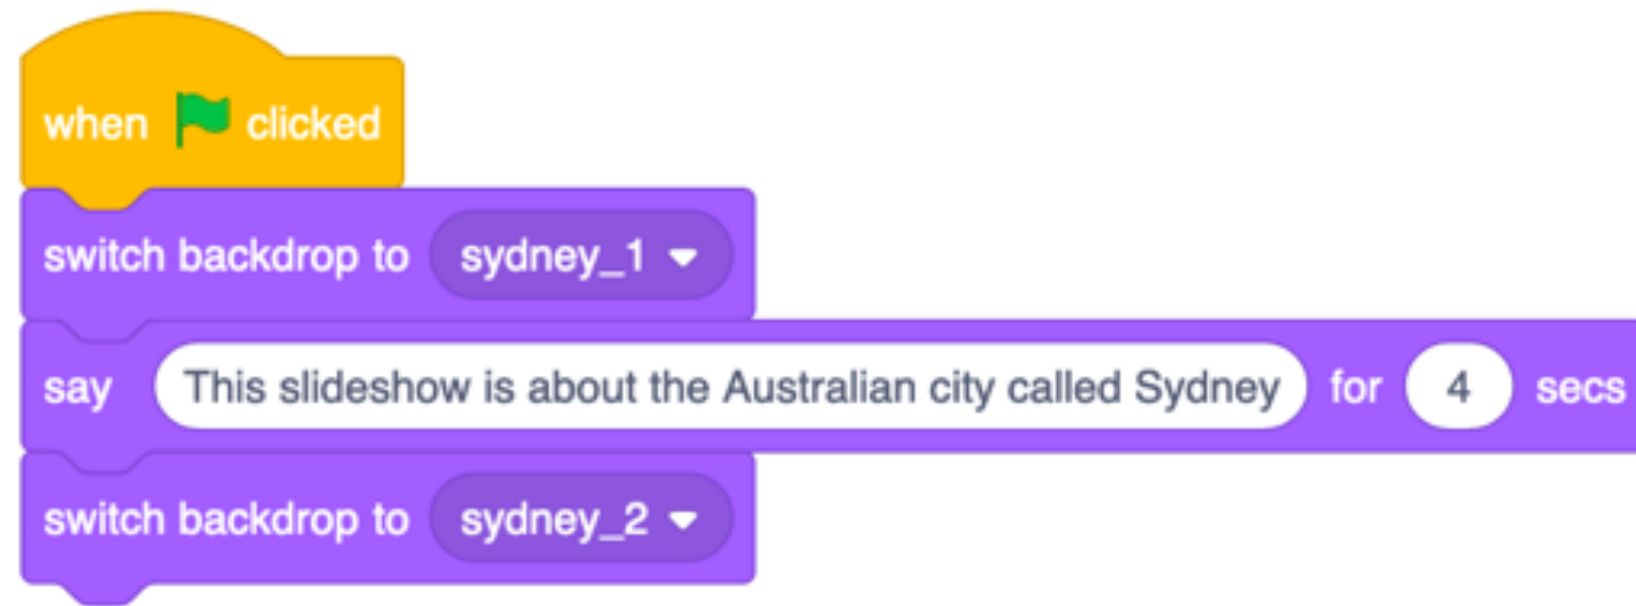 when clicked
switch backdrop to sydney_1
say This slideshow is about the Australian city called Sydney for 4 secs
switch backdrop to sydney_2